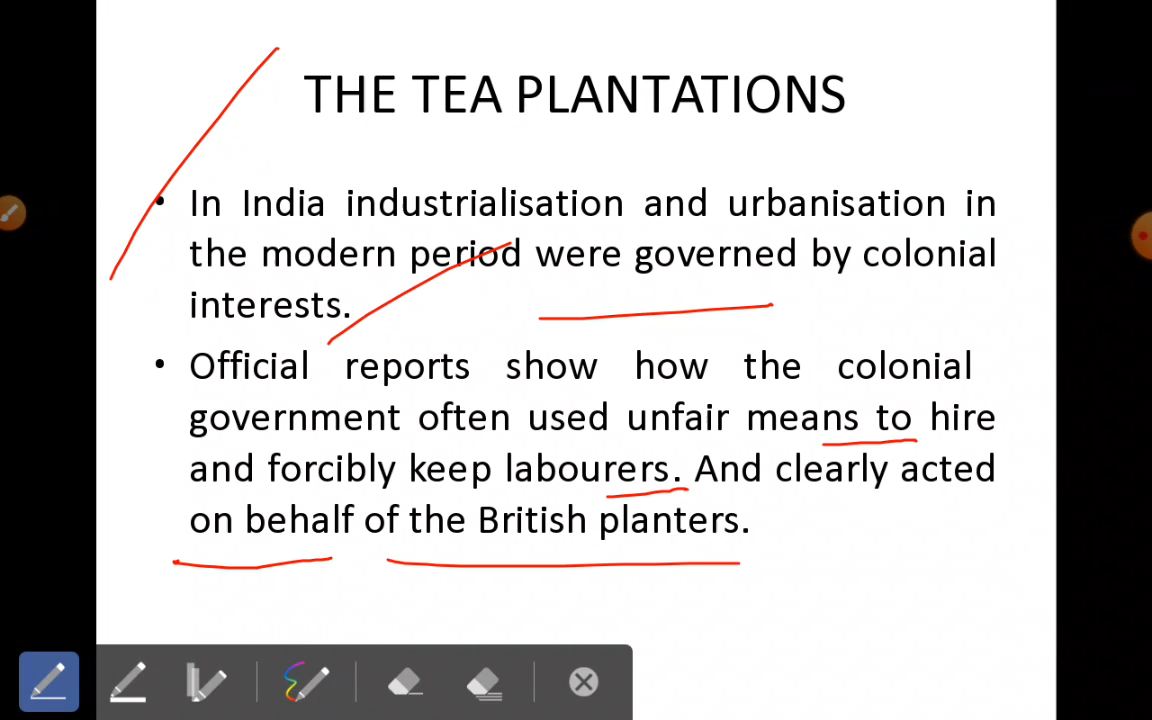 THE TEA PLANTATIONS
• In India industrialisation and urbanisation in
the modern period were governed by colonial
interests.
• Official reports show how the colonial
government often used unfair means to hire
and forcibly keep labourers. And clearly acted
on behalf of the British planters.